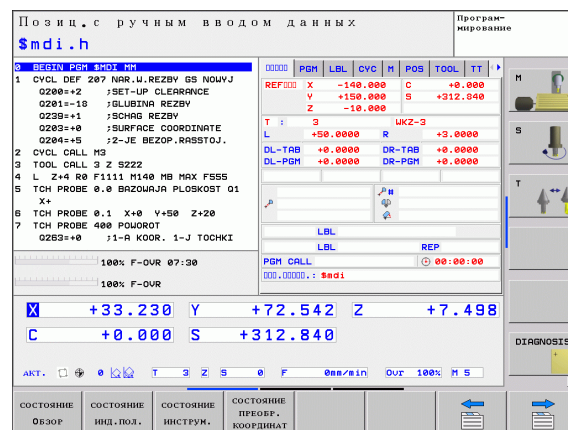 Позиц. с ручным вводом данных
Програм-
мирование
$mdi.h
0 BEGIN PGM $MDI MM
1 CYCL DEF 207 NAR.W.REZBY GS NOWYJ
Q200=+2 ;SET-UP CLEARANCE
Q201=-18 ;GLUBINA REZBY
Q239=+1 ;SCHAG REZBY
Q203=+0 ;SURFACE COORDINATE
Q204=+5 ;2-JE BEZOP.RASSTOJ.
2 CYCL CALL M3
3 TOOL CALL 3 Z S222
4 L Z+4 R0 F1111 M140 MB MAX F555
5 TCH PROBE 0.0 BAZOWAJA PLOSKOST Q1
X+
6 TCH PROBE 0.1 X+0 Y+50 Z+20
7 TCH PROBE 400 POWOROT
Q263=+0 ;1-A KOOR. 1-J TOCHKI
PGM LBL CYC M POS TOOL TT
REF X -140.000 C +0.000
Y +150.000 S +312.840
Z -10.000
T : 3 WKZ-3
L +50.0000 R +3.0000
DL-TAB +0.0000 DR-TAB +0.0000
DL-PGM +0.0000 DR-PGM +0.0000
LBL
LBL REP
PGM CALL 00:00:00
.: $mdi
100% F-OVR 07:30
100% F-OVR
X +33.230 Y +72.542 Z +7.498
C +0.000 S +312.840
АКТ. 0 T 3 Z S 0 F 0mm/min Ovr 100% M 5
M
S
T
DIAGNOSIS
СОСТОЯНИЕ
ОБЗОР
СОСТОЯНИЕ
ИНД.ПОЛ.
СОСТОЯНИЕ
ИНСТРУМ.
СОСТОЯНИЕ
ПРЕОБР.
КООРДИНАТ